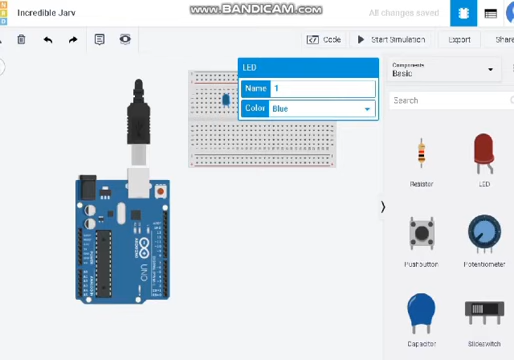 WWW.BANDICAM.COM
Incredible Jarv
All changes saved
Code
Start Simulation
Export
Share
LED
Name 1
Color Blue
Components
Basic
Search
Resistor
LED
Pushbutton
Potentiometer
Capacitor
Slideswitch
ARDUINO
UNO